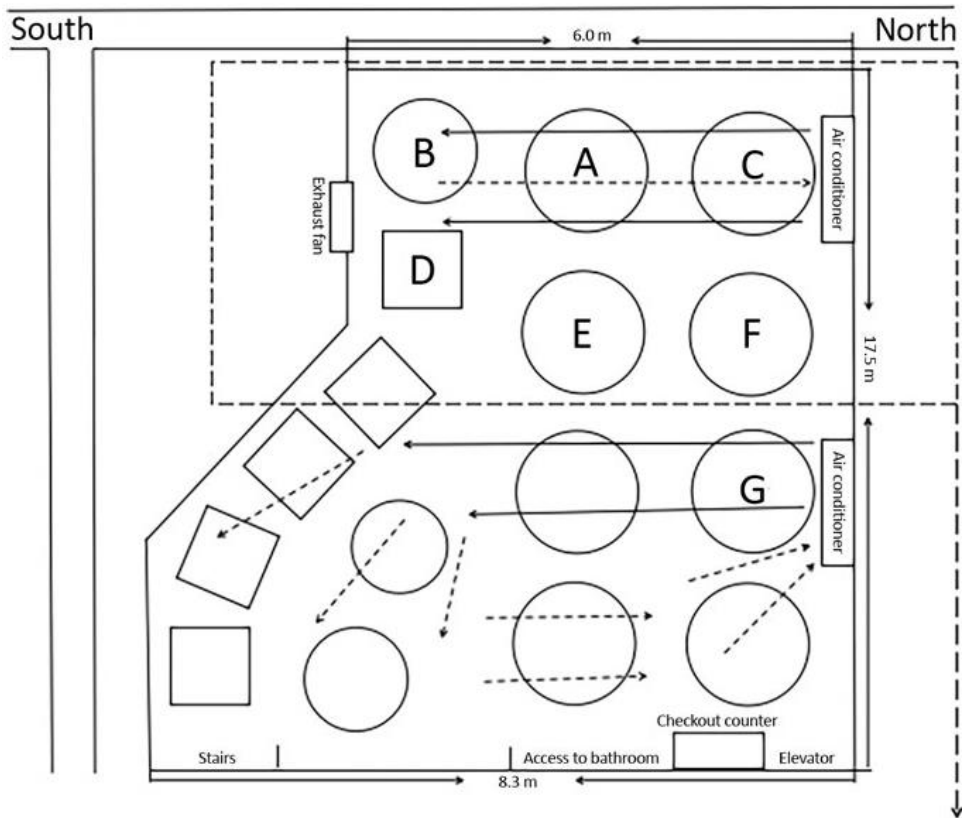 South
North
6.0 m
B
A
C
Air conditioner
Exhaust fan
D
E
F
17.5 m
G
Air conditioner
Checkout counter
Stairs
Access to bathroom
Elevator
8.3 m